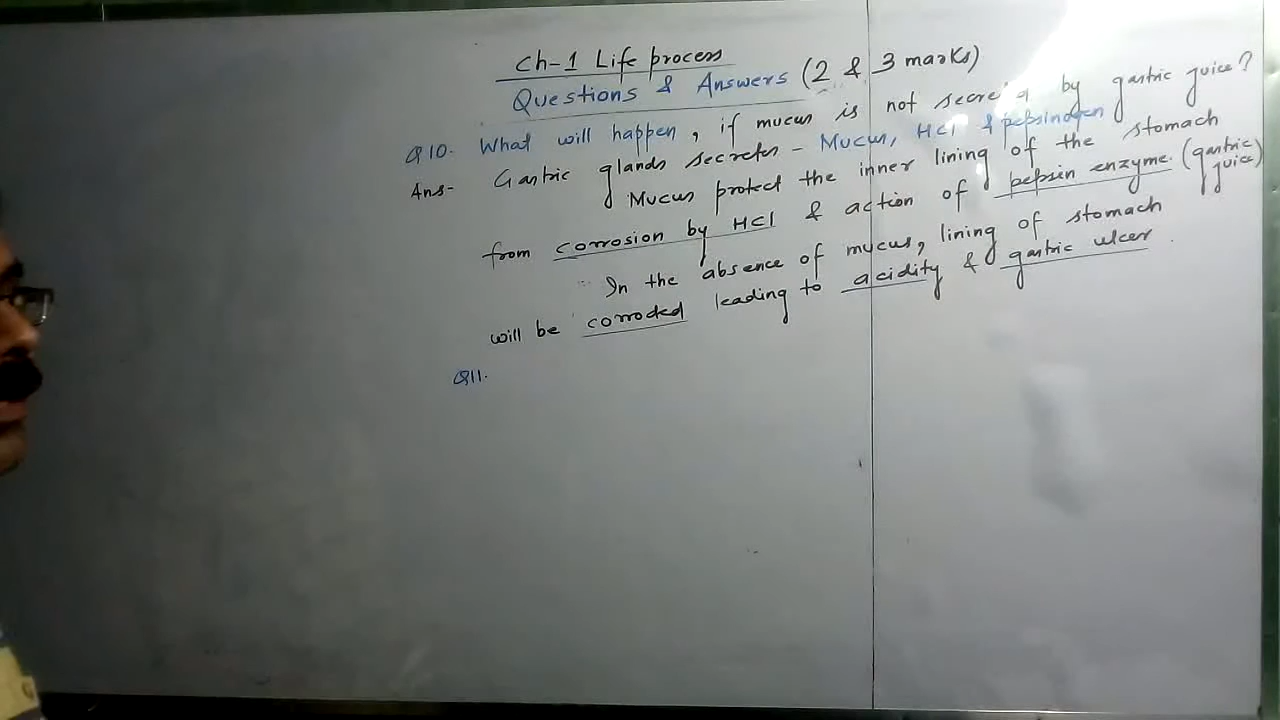 Ch-1 Life process
Questions & Answers (2 & 3 marks)
Q10. What will happen, if mucus is not secreted by gastric juice?
Ans- Gastric glands secretes - Mucus, HCl & pepsinogen
Mucus protect the inner lining of the stomach
from corrosion by HCl & action of pepsin enzyme. (gastric juice)
∴ In the absence of mucus, lining of stomach
will be corroded leading to acidity & gastric ulcer.
Q11.